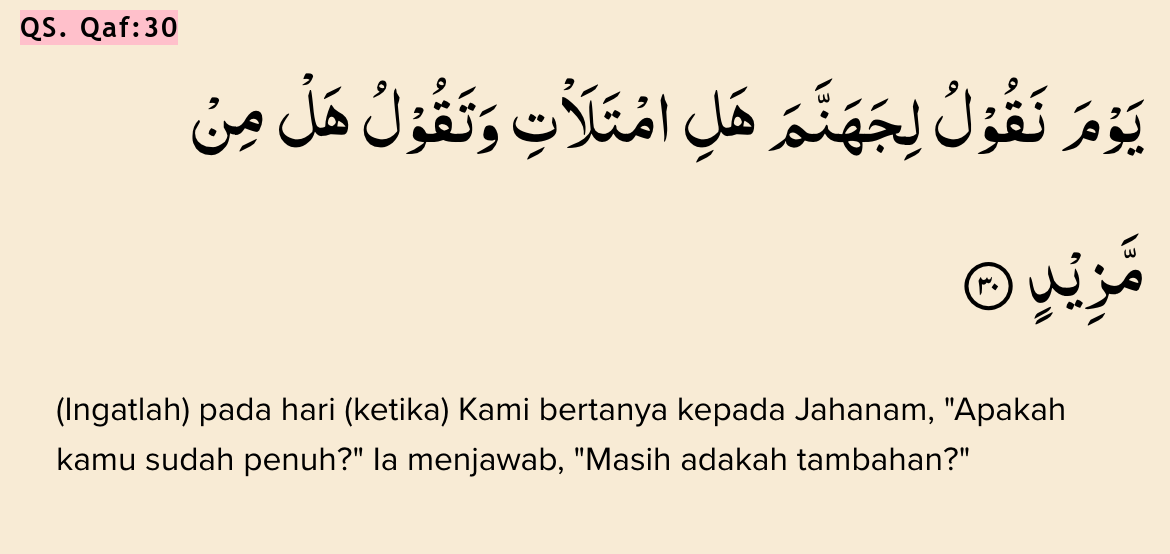 QS. Qaf:30
يَوْمَ نَقُوْلُ لِجَهَنَّمَ هَلِ امْتَلَاْتِ وَتَقُوْلُ هَلْ مِنْ
مَّزِيْدٍ ٣٠
(Ingatlah) pada hari (ketika) Kami bertanya kepada Jahanam, "Apakah
kamu sudah penuh?" Ia menjawab, "Masih adakah tambahan?"